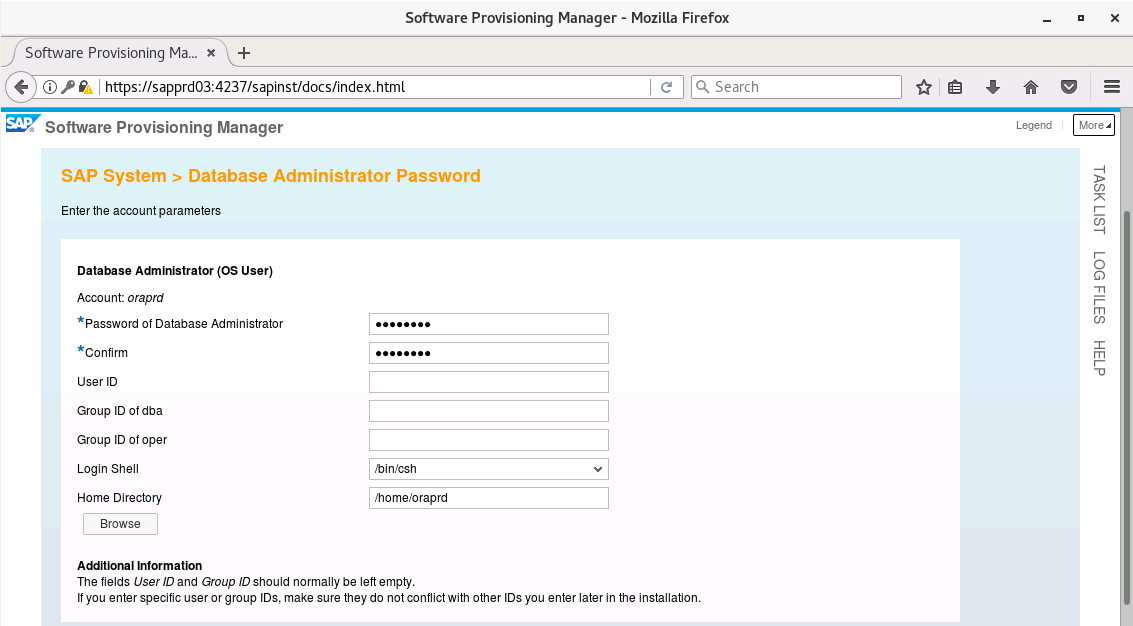 Software Provisioning Manager - Mozilla Firefox
Software Provisioning Ma...
https://sapprd03:4237/sapinst/docs/index.html
Search
SAP Software Provisioning Manager
Legend
More
SAP System > Database Administrator Password
Enter the account parameters
Database Administrator (OS User)
Account: oraprd
*Password of Database Administrator ••••••••
*Confirm ••••••••
User ID
Group ID of dba
Group ID of oper
Login Shell /bin/csh
Home Directory /home/oraprd
Browse
Additional Information
The fields User ID and Group ID should normally be left empty.
If you enter specific user or group IDs, make sure they do not conflict with other IDs you enter later in the installation.
TASK LIST
LOG FILES
HELP